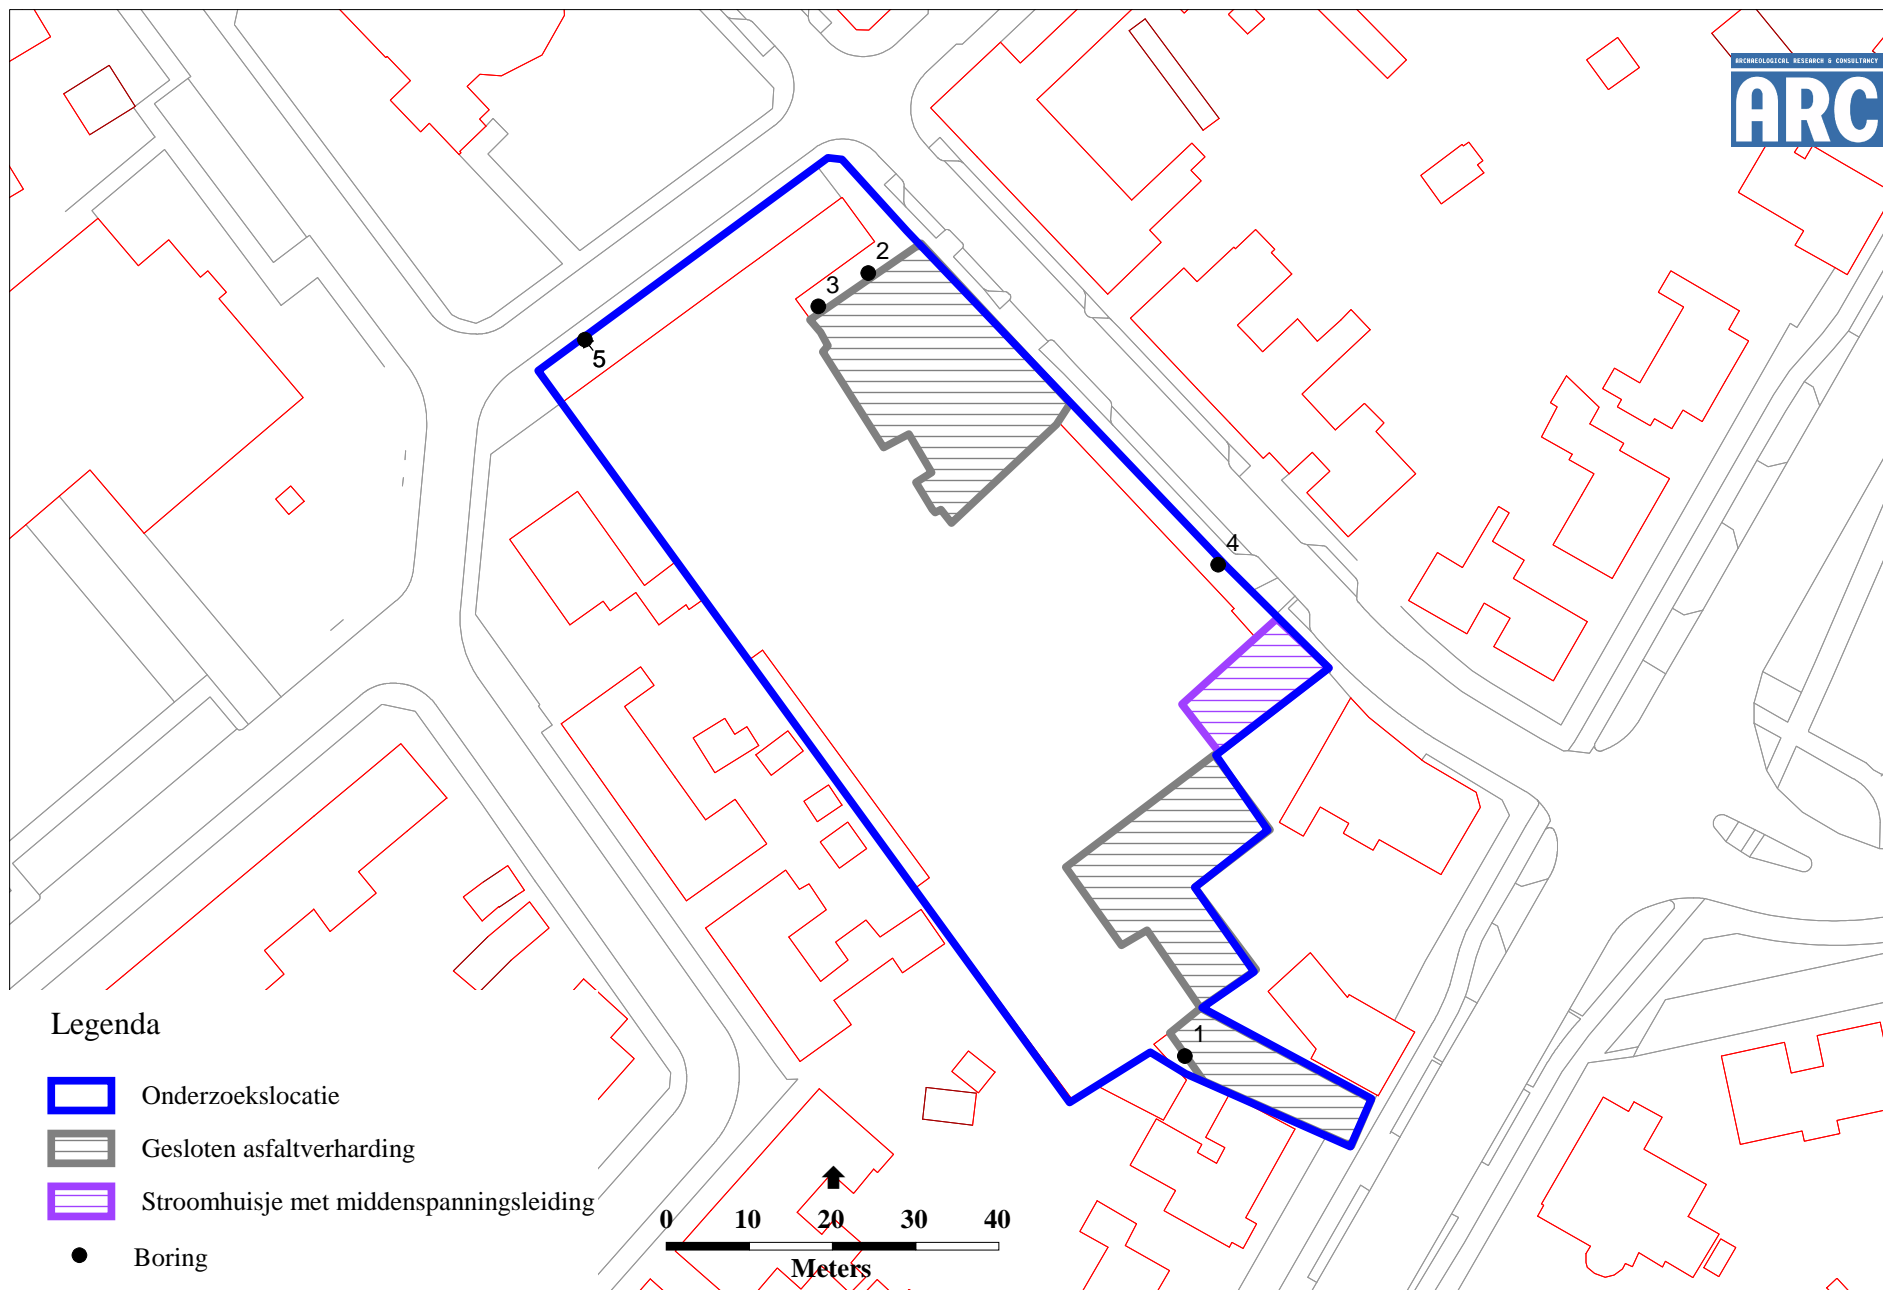 ARCHAEOLOGICAL RESEARCH & CONSULTANCY
ARC
2
3
5
4
1
Legenda
Onderzoekslocatie
Gesloten asfaltverharding
Stroomhuisje met middenspanningsleiding
Boring
0 10 20 30 40
Meters